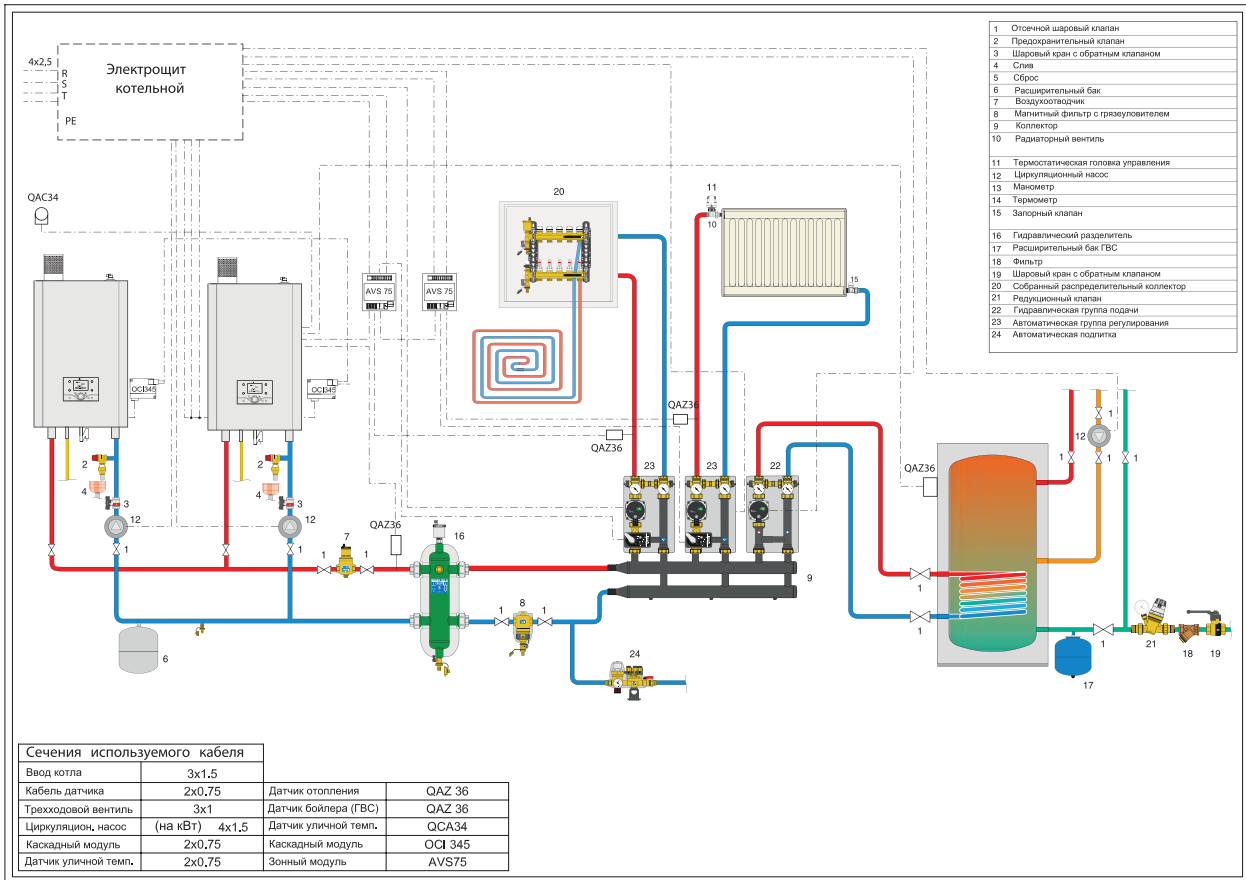 4x2,5
R
S
T
PE
Электрощит
котельной
QAC34
OCI345
OCI345
AVS 75
AVS 75
20
11
10
15
QAZ36
QAZ36
QAZ36
QAZ36
23
23
22
9
16
7
1
1
2
4
3
12
1
2
4
3
12
1
6
1
8
1
24
1
12
1
1
1
1
1
1
17
21
18
19
1 Отсечной шаровый клапан
2 Предохранительный клапан
3 Шаровый кран с обратным клапаном
4 Слив
5 Сброс
6 Расширительный бак
7 Воздухоотводчик
8 Магнитный фильтр с грязеуловителем
9 Коллектор
10 Радиаторный вентиль
11 Термостатическая головка управления
12 Циркуляционный насос
13 Манометр
14 Термометр
15 Запорный клапан
16 Гидравлический разделитель
17 Расширительный бак ГВС
18 Фильтр
19 Шаровый кран с обратным клапаном
20 Собранный распределительный коллектор
21 Редукционный клапан
22 Гидравлическая группа подачи
23 Автоматическая группа регулирования
24 Автоматическая подпитка
Сечения используемого кабеля
Ввод котла 3x1.5
Кабель датчика 2x0.75 Датчик отопления QAZ 36
Трехходовой вентиль 3x1 Датчик бойлера (ГВС) QAZ 36
Циркуляцион. насос (на кВт) 4x1.5 Датчик уличной темп. QCA34
Каскадный модуль 2x0.75 Каскадный модуль OCI 345
Датчик уличной темп. 2x0.75 Зонный модуль AVS75